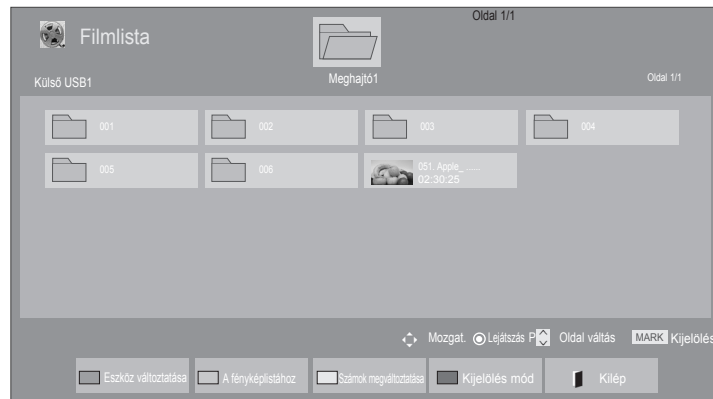 Oldal 1/1
Filmlista
Külső USB1
Meghajtó1
Oldal 1/1
001
002
003
004
005
006
051. Apple_ ......
02:30:25
Mozgat. Lejátszás P Oldal váltás MARK Kijelölés
Eszköz változtatása A fényképlistához Számok megváltoztatása Kijelölés mód Kilép